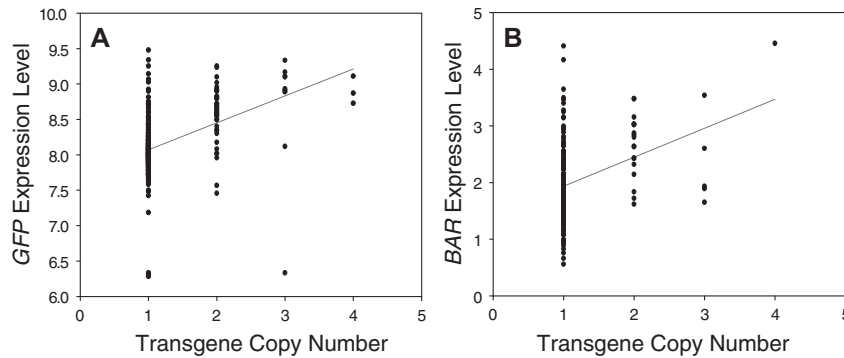 A
GFP Expression Level
10.0
9.5
9.0
8.5
8.0
7.5
7.0
6.5
6.0
0 1 2 3 4 5
Transgene Copy Number
B
BAR Expression Level
5
4
3
2
1
0
0 1 2 3 4 5
Transgene Copy Number